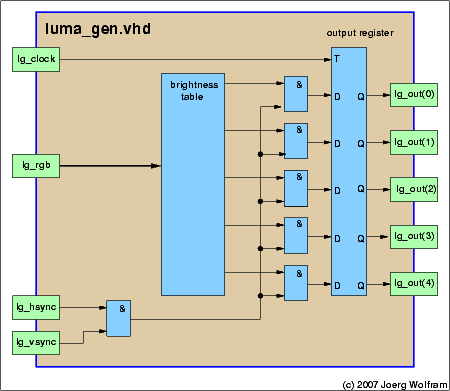 luma_gen.vhd
output register
lg_clock
T
brightness
table
&
D
Q
lg_out(0)
&
D
Q
lg_out(1)
lg_rgb
&
D
Q
lg_out(2)
&
D
Q
lg_out(3)
&
D
Q
lg_out(4)
lg_hsync
&
lg_vsync
(c) 2007 Joerg Wolfram